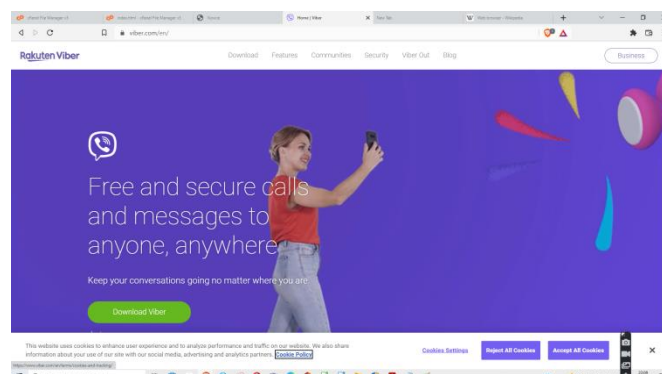 Home | Viber
viber.com/en/
Rakuten Viber
Download Features Communities Security Viber Out Blog
Business
Free and secure calls
and messages to
anyone, anywhere
Keep your conversations going no matter where you are
Download Viber
This website uses cookies to enhance user experience and to analyze performance and traffic on our website. We also share
information about your use of our site with our social media, advertising and analytics partners. Cookie Policy
Cookies Settings
Reject All Cookies
Accept All Cookies